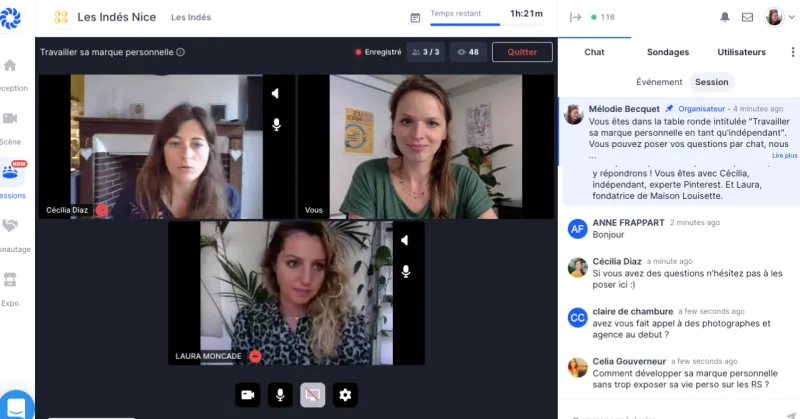 Les Indés Nice
Les Indés
Temps restant
1h:21m
116
Travailler sa marque personnelle
Enregistré
3 / 3
48
Quitter
Chat
Sondages
Utilisateurs
Événement
Session
ception
Scène
NEW
essions
seautage
Expo
Cécilia Diaz
Vous
LAURA MONCADE
Mélodie Becquet
Organisateur • 4 minutes ago
Vous êtes dans la table ronde intitulée "Travailler
sa marque personnelle en tant qu'indépendant".
Vous pouvez poser vos questions par chat, nous
...
Lire plus
y répondrons ! Vous êtes avec Cécilia,
indépendant, experte Pinterest. Et Laura,
fondatrice de Maison Louisette.
AF
ANNE FRAPPART 2 minutes ago
Bonjour
Cécilia Diaz a minute ago
Si vous avez des questions n'hésitez pas à les
poser ici :)
CC
claire de chambure a few seconds ago
avez vous fait appel à des photographes et
agence au debut ?
Celia Gouverneur a few seconds ago
Comment développer sa marque personnelle
sans trop exposer sa vie perso sur les RS ?